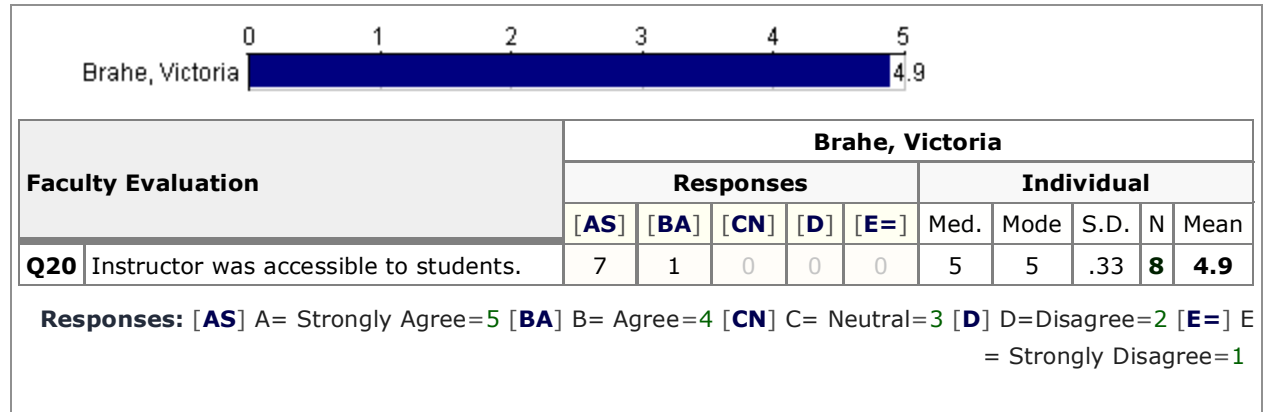 0 1 2 3 4 5
Brahe, Victoria 4.9
Brahe, Victoria
Faculty Evaluation Responses Individual
[AS] [BA] [CN] [D] [E=] Med. Mode S.D. N Mean
Q20 Instructor was accessible to students. 7 1 0 0 0 5 5 .33 8 4.9
Responses: [AS] A= Strongly Agree=5 [BA] B= Agree=4 [CN] C= Neutral=3 [D] D=Disagree=2 [E=] E
= Strongly Disagree=1